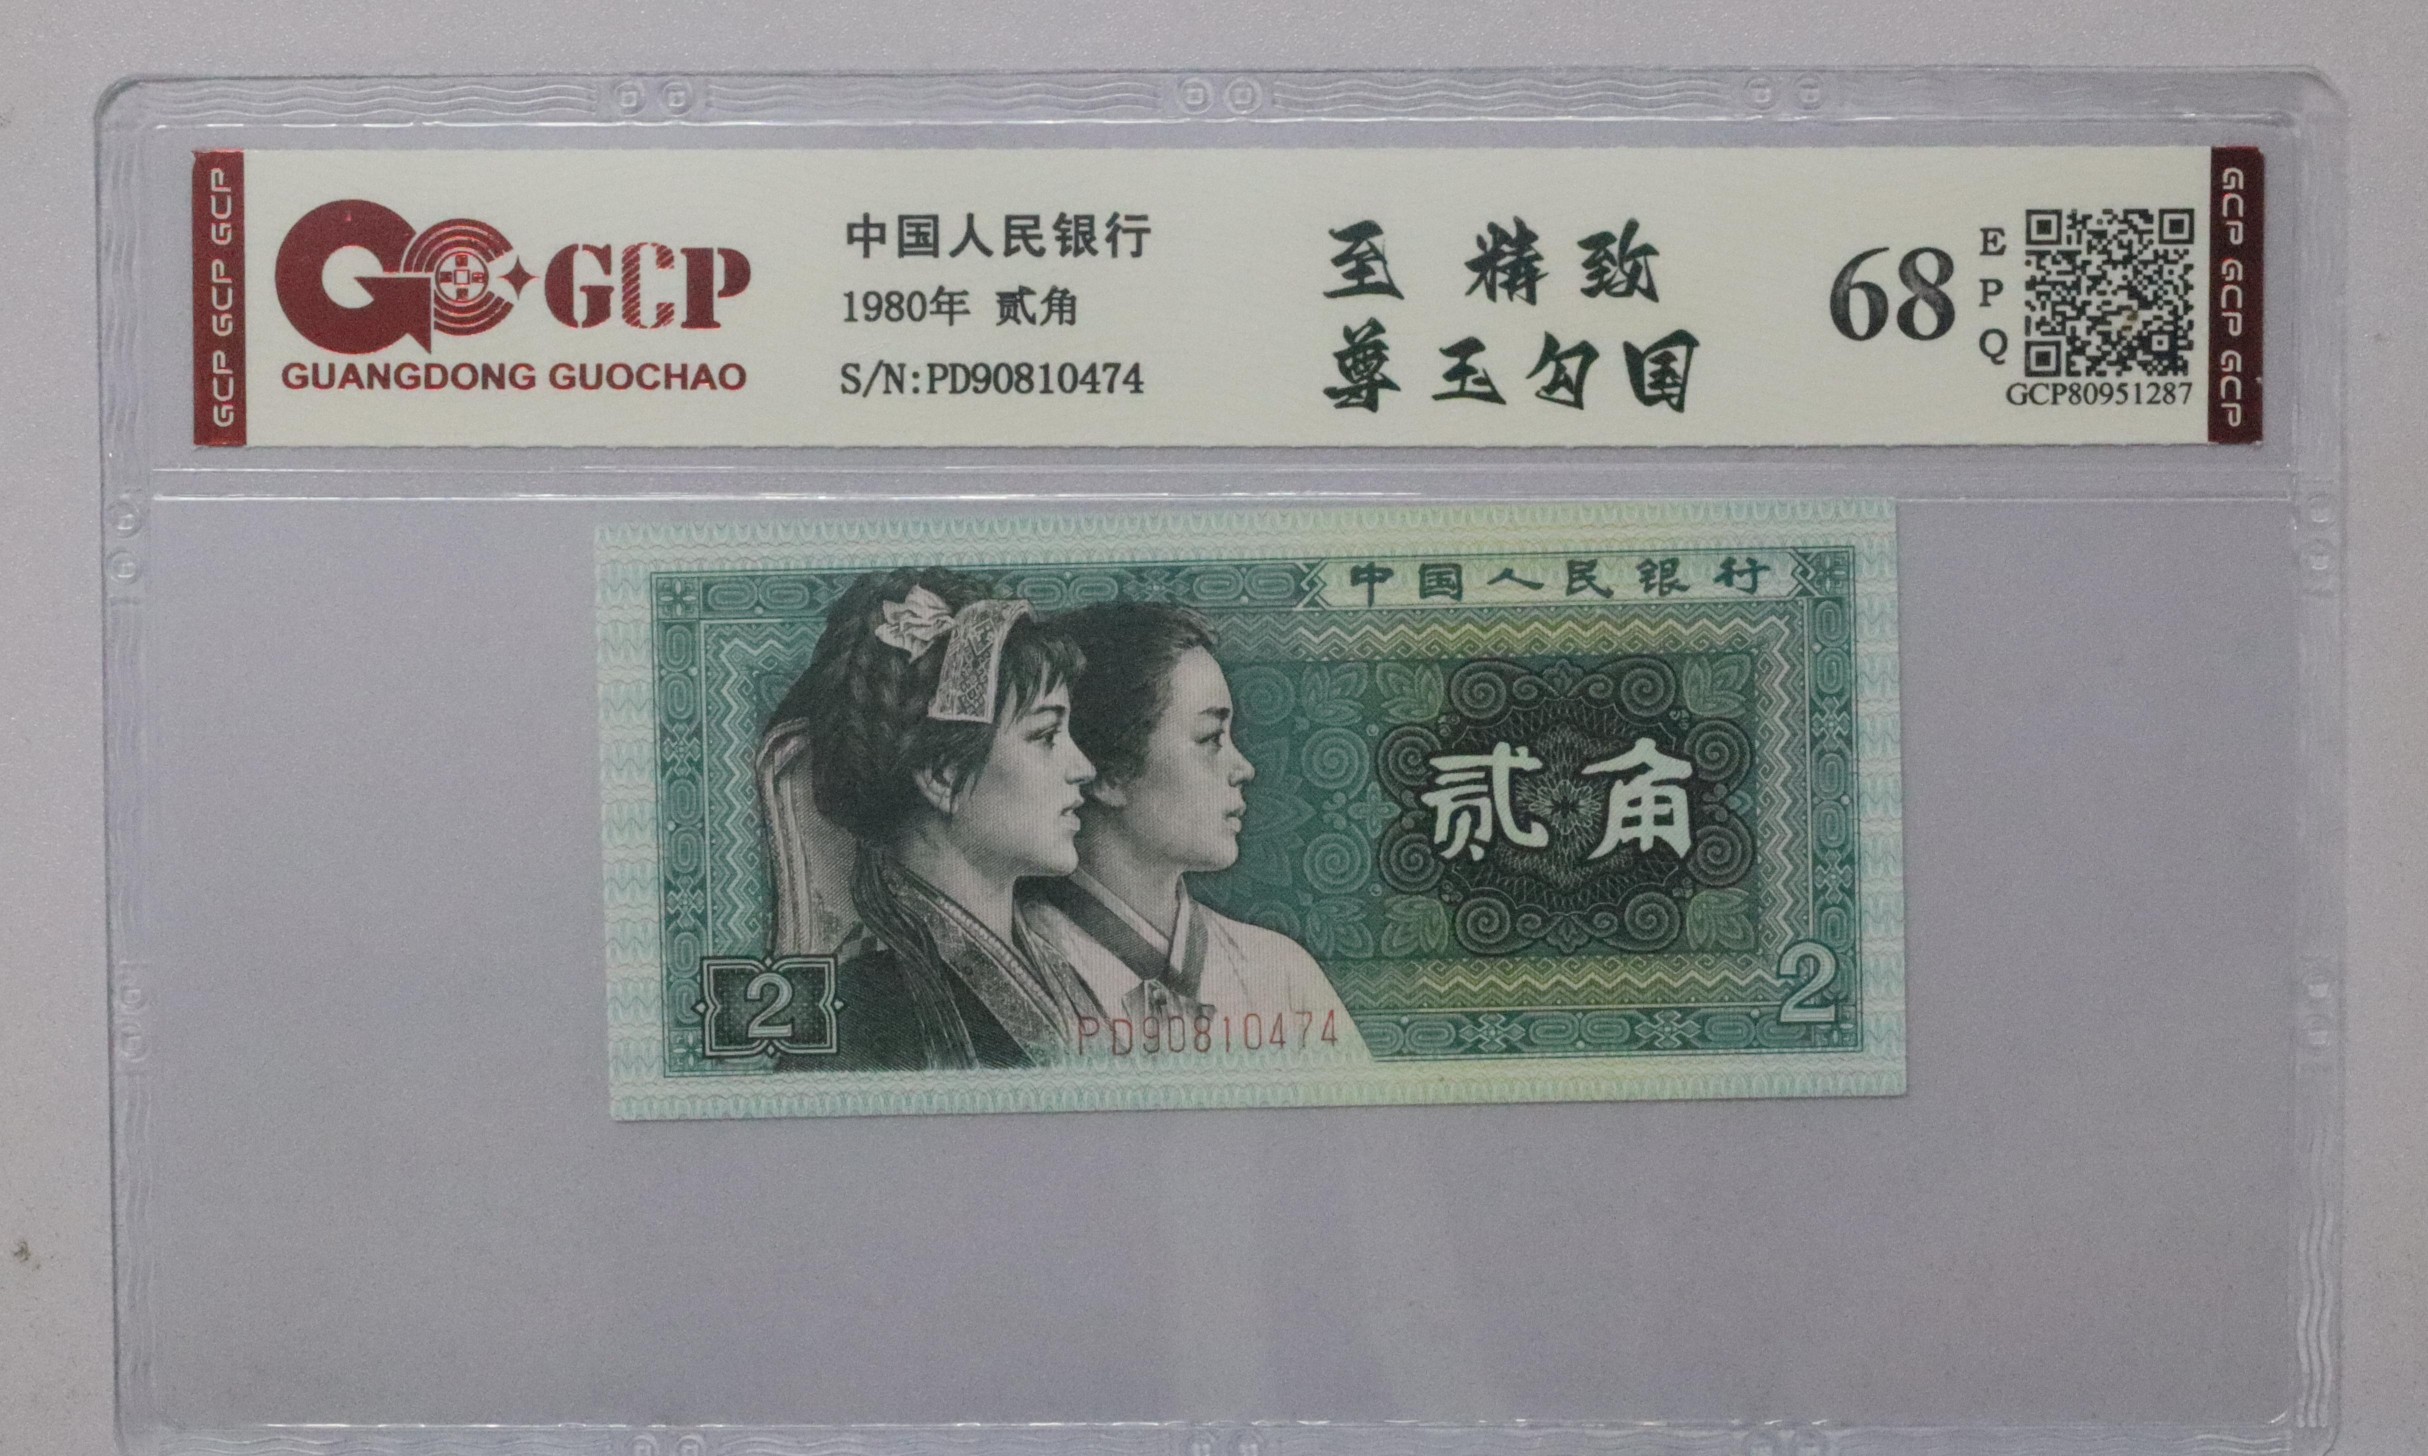 GCP GCP GCP
GCP
GUANGDONG GUOCHAO
中国人民银行
1980年 贰角
S/N:PD90810474
至 精 致
尊 玉 勾 国
68
E
P
Q
GCP80951287
GCP GCP GCP
中国人民银行
贰角
2
2
PD90810474